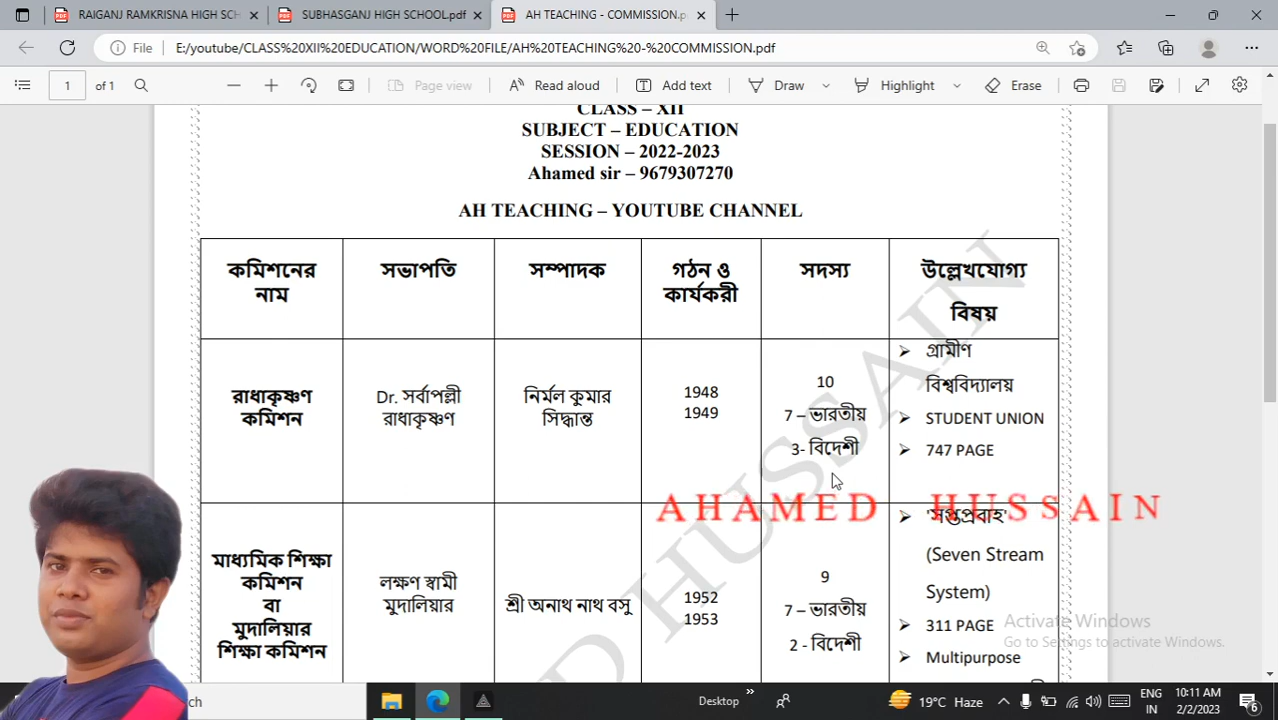 RAIGANJ RAMKRISNA HIGH SCH
SUBHASGANJ HIGH SCHOOL.pdf
AH TEACHING - COMMISSION.p
File
E:/youtube/CLASS%20XII%20EDUCATION/WORD%20FILE/AH%20TEACHING%20-%20COMMISSION.pdf
1
of 1
Page view
Read aloud
Add text
Draw
Highlight
Erase
CLASS – XII
SUBJECT – EDUCATION
SESSION – 2022-2023
Ahamed sir – 9679307270
AH TEACHING – YOUTUBE CHANNEL
কমিশনের
নাম
সভাপতি
সম্পাদক
গঠন ও
কার্যকরী
সদস্য
উল্লেখযোগ্য
বিষয়
রাধাকৃষ্ণণ
কমিশন
Dr. সর্বাপল্লী
রাধাকৃষ্ণণ
নির্মল কুমার
সিদ্ধান্ত
1948
1949
10
7 – ভারতীয়
3- বিদেশী
➢ গ্রামীণ
বিশ্ববিদ্যালয়
➢ STUDENT UNION
➢ 747 PAGE
মাধ্যমিক শিক্ষা
কমিশন
বা
মুদালিয়ার
শিক্ষা কমিশন
লক্ষণ স্বামী
মুদালিয়ার
শ্রী অনাথ নাথ বসু
1952
1953
9
7 – ভারতীয়
2 - বিদেশী
➢ 'সপ্তপ্রবাহ'
(Seven Stream
System)
➢ 311 PAGE
➢ Multipurpose
AHAMED HUSSAIN
D HUSSAIN
Activate Windows
Go to Settings to activate Windows.
rch
Desktop
19°C Haze
ENG
IN
10:11 AM
2/2/2023
6